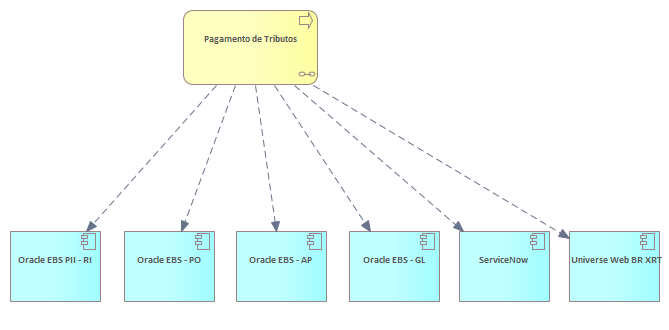 Pagamento de Tributos
Oracle EBS PII - RI
Oracle EBS - PO
Oracle EBS - AP
Oracle EBS - GL
ServiceNow
Universe Web BR XRT